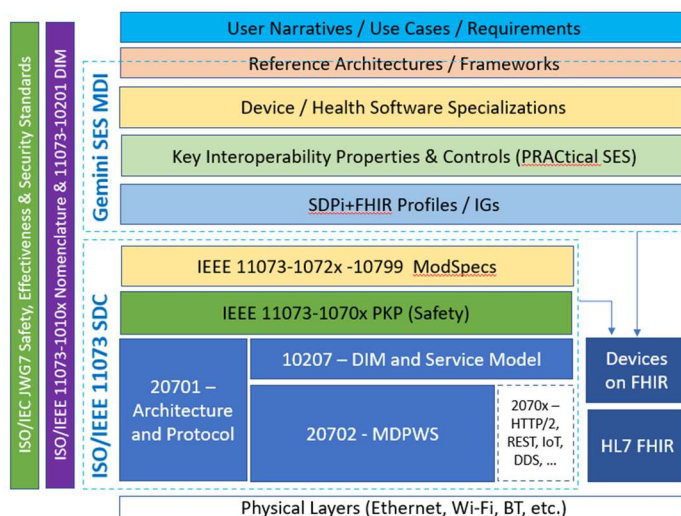 ISO/IEC JWG7 Safety, Effectiveness & Security Standards
ISO/IEEE 11073-1010x Nomenclature & 11073-10201 DIM
User Narratives / Use Cases / Requirements
Reference Architectures / Frameworks
Gemini SES MDI
Device / Health Software Specializations
Key Interoperability Properties & Controls (PRACtical SES)
SDPi+FHIR Profiles / IGs
ISO/IEEE 11073 SDC
IEEE 11073-1072x -10799 ModSpecs
IEEE 11073-1070x PKP (Safety)
20701 –
Architecture
and Protocol
10207 – DIM and Service Model
20702 - MDPWS
2070x –
HTTP/2,
REST, IoT,
DDS, ...
Devices
on FHIR
HL7 FHIR
Physical Layers (Ethernet, Wi-Fi, BT, etc.)